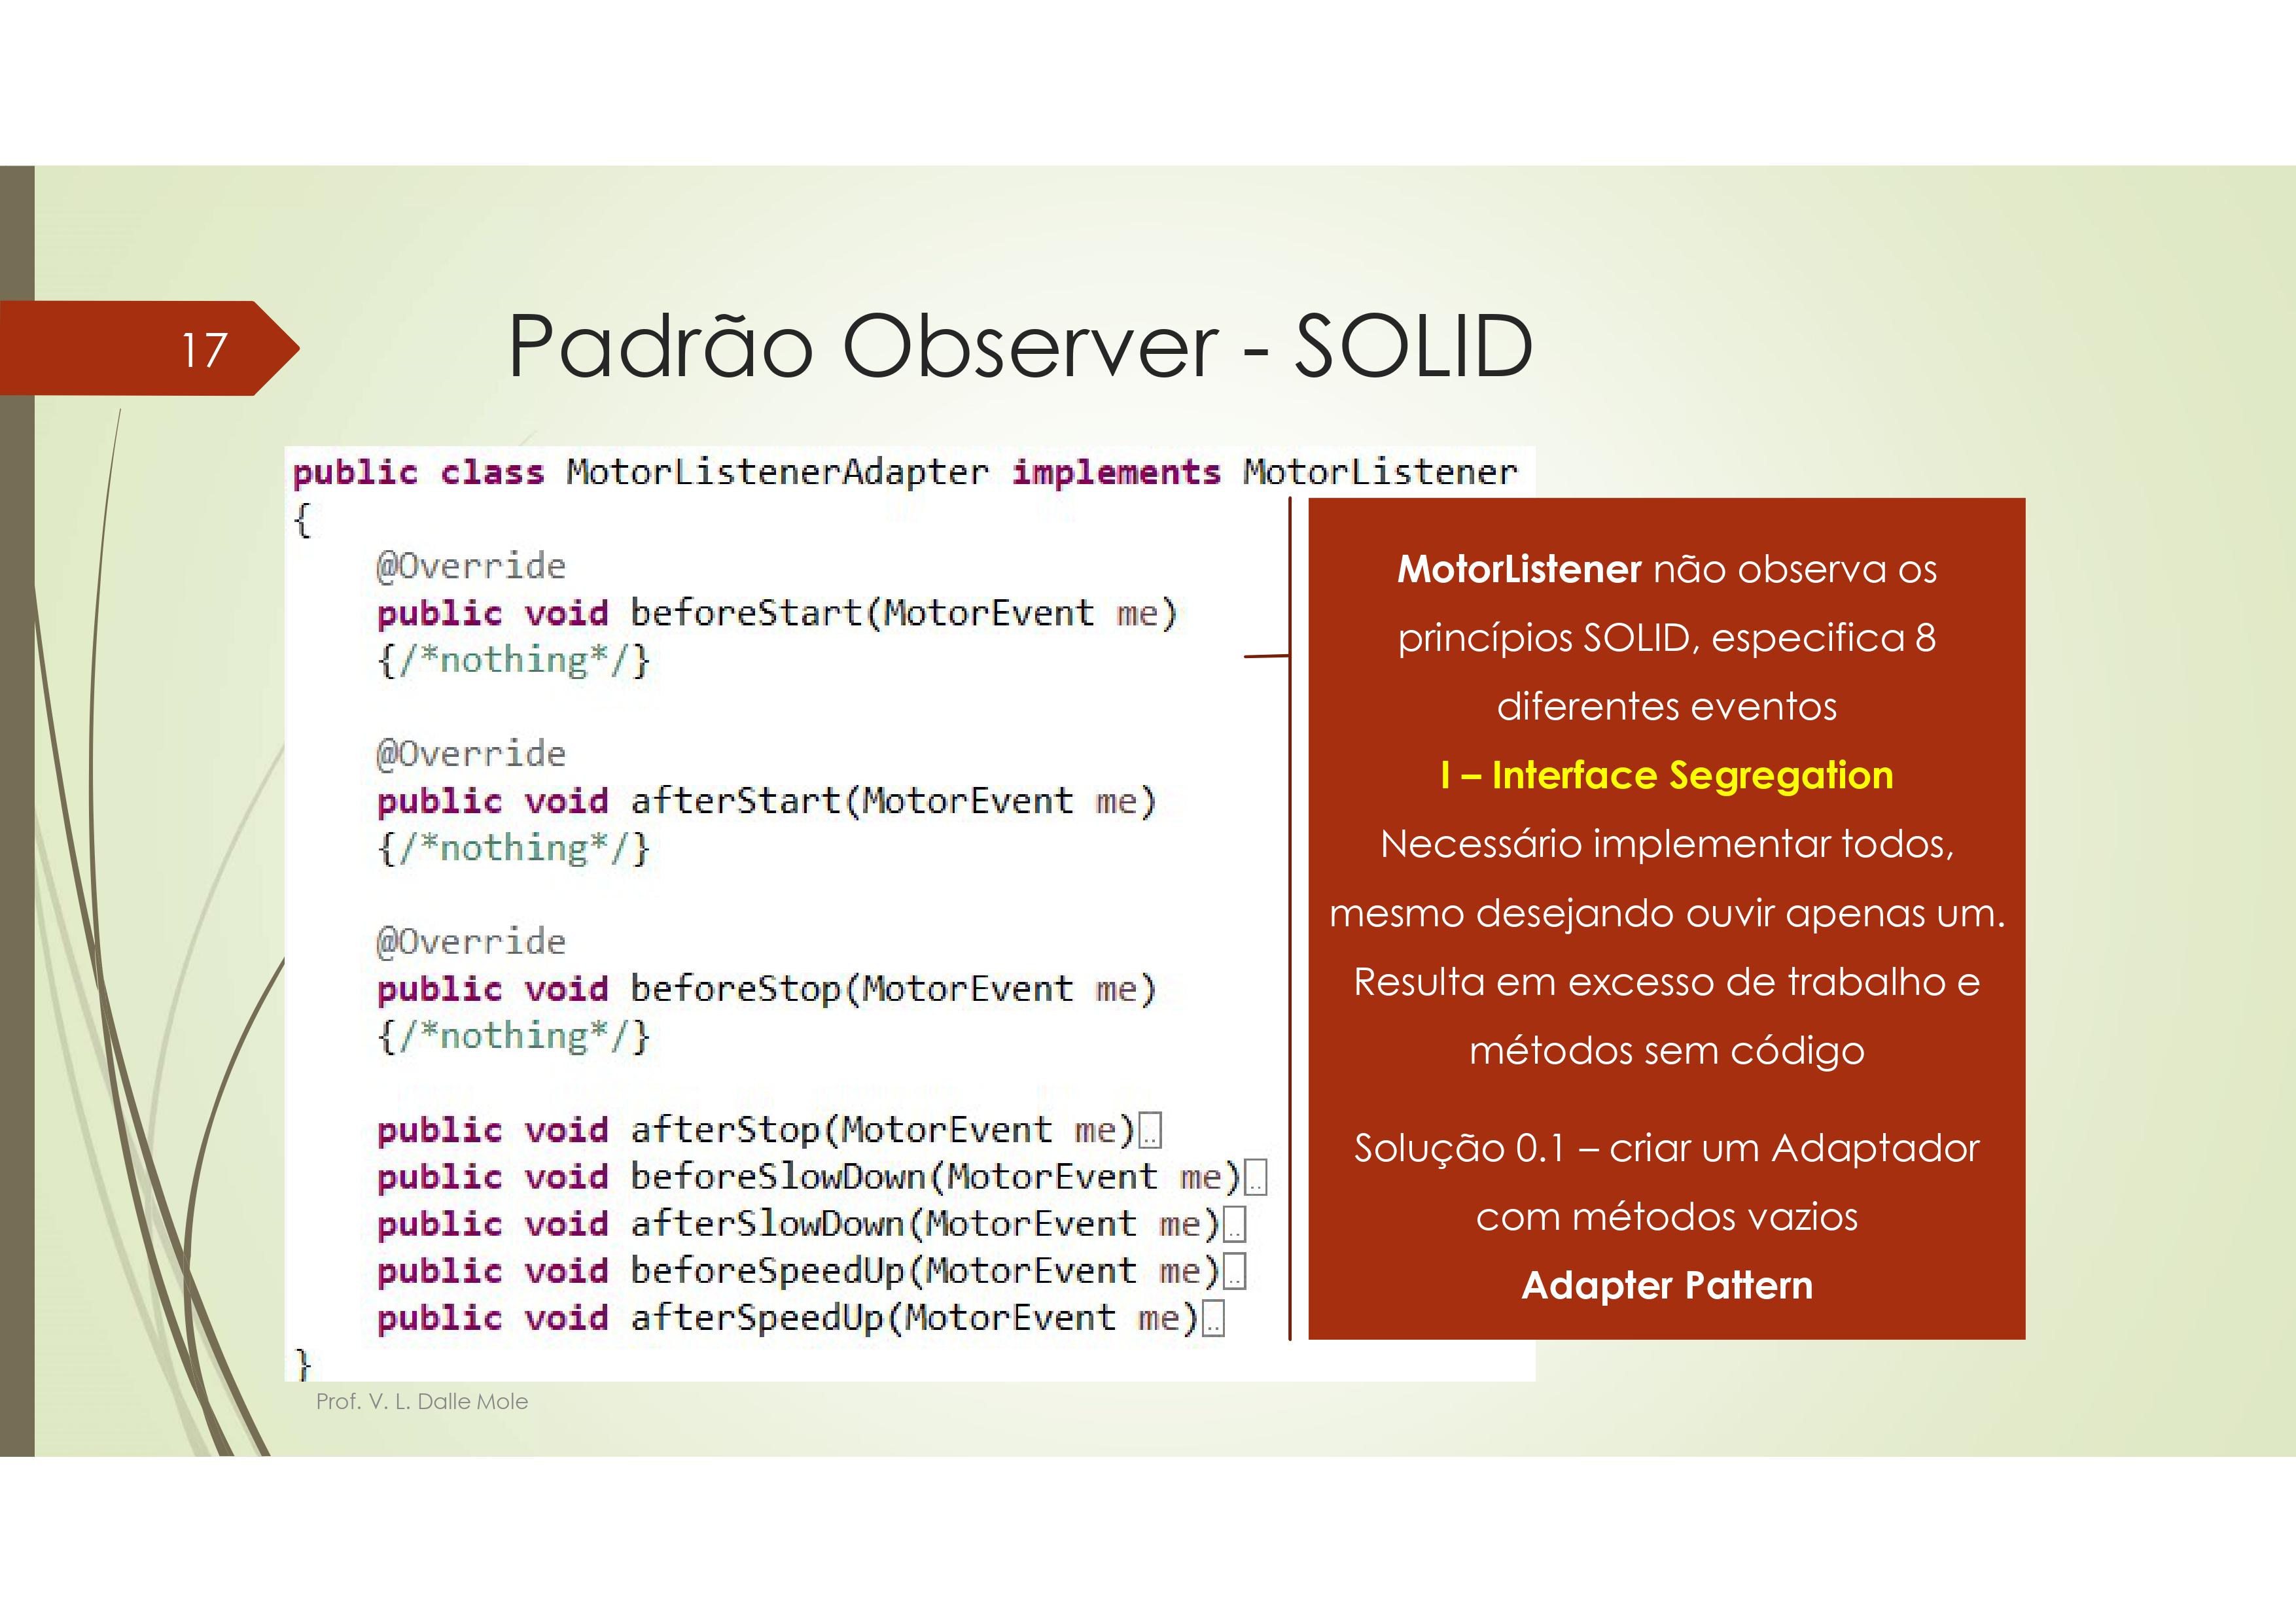 17
Padrão Observer - SOLID
public class MotorListenerAdapter implements MotorListener
{
@Override
public void beforeStart(MotorEvent me)
{/*nothing*/}
@Override
public void afterStart(MotorEvent me)
{/*nothing*/}
@Override
public void beforeStop(MotorEvent me)
{/*nothing*/}
public void afterStop(MotorEvent me)..
public void beforeSlowDown(MotorEvent me)..
public void afterSlowDown(MotorEvent me)..
public void beforeSpeedUp(MotorEvent me)..
public void afterSpeedUp(MotorEvent me)..
}
MotorListener não observa os
princípios SOLID, especifica 8
diferentes eventos
I – Interface Segregation
Necessário implementar todos,
mesmo desejando ouvir apenas um.
Resulta em excesso de trabalho e
métodos sem código
Solução 0.1 – criar um Adaptador
com métodos vazios
Adapter Pattern
Prof. V. L. Dalle Mole